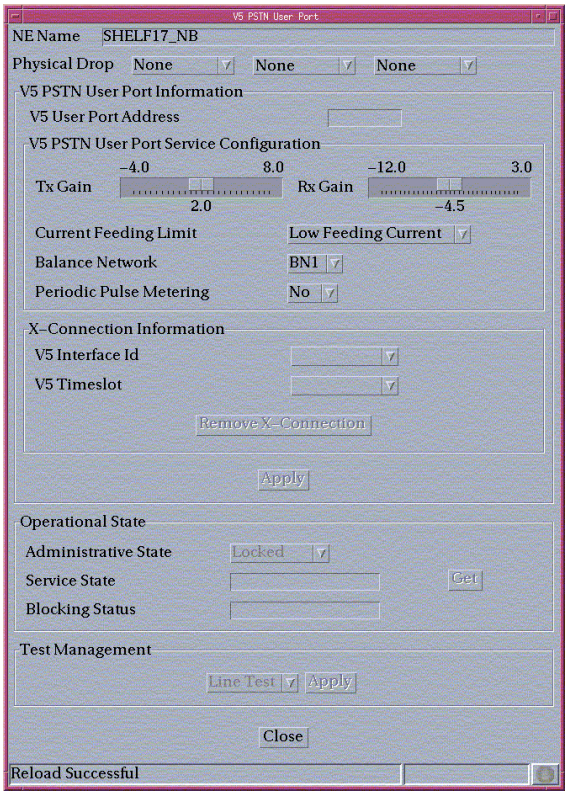 V5 PSTN User Port
NE Name SHELF17_NB
Physical Drop None None None
V5 PSTN User Port Information
V5 User Port Address
V5 PSTN User Port Service Configuration
−4.0 8.0 −12.0 3.0
Tx Gain Rx Gain
2.0 −4.5
Current Feeding Limit Low Feeding Current
Balance Network BN1
Periodic Pulse Metering No
X−Connection Information
V5 Interface Id
V5 Timeslot
Remove X−Connection
Apply
Operational State
Administrative State Locked
Service State Get
Blocking Status
Test Management
Line Test Apply
Close
Reload Successful